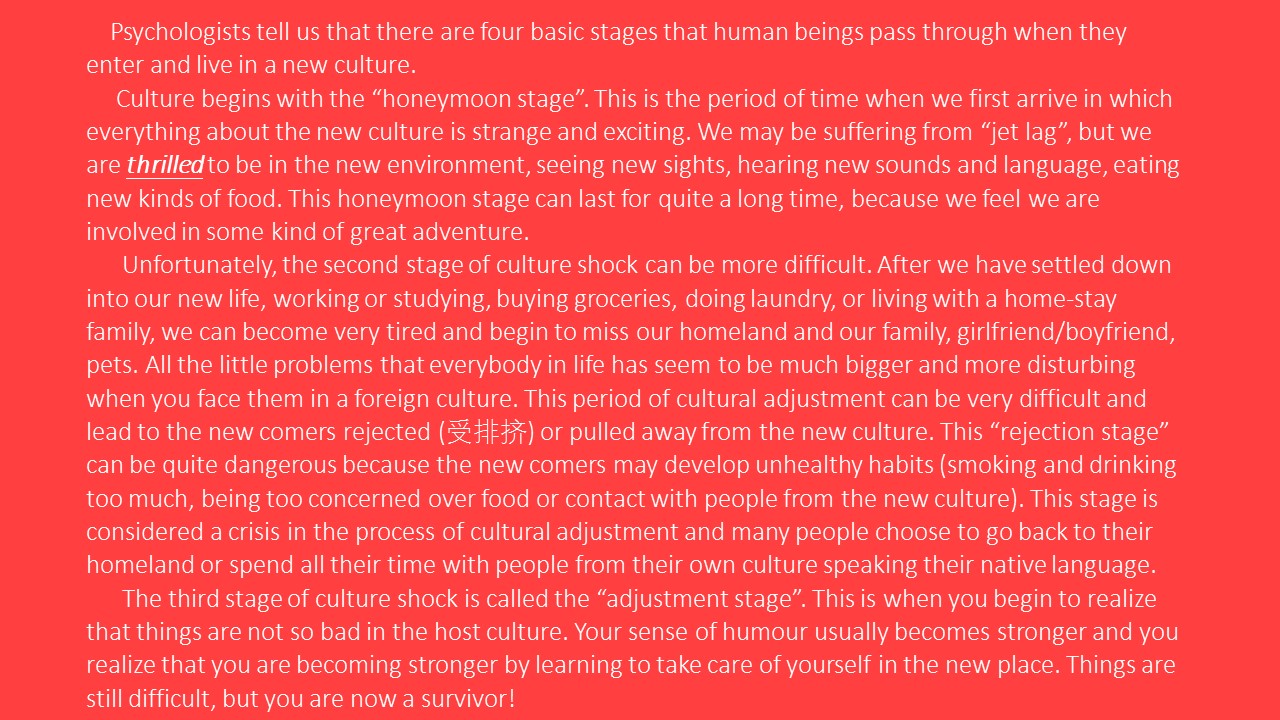 Psychologists tell us that there are four basic stages that human beings pass through when they
enter and live in a new culture.
Culture begins with the “honeymoon stage”. This is the period of time when we first arrive in which
everything about the new culture is strange and exciting. We may be suffering from “jet lag”, but we
are thrilled to be in the new environment, seeing new sights, hearing new sounds and language, eating
new kinds of food. This honeymoon stage can last for quite a long time, because we feel we are
involved in some kind of great adventure.
Unfortunately, the second stage of culture shock can be more difficult. After we have settled down
into our new life, working or studying, buying groceries, doing laundry, or living with a home-stay
family, we can become very tired and begin to miss our homeland and our family, girlfriend/boyfriend,
pets. All the little problems that everybody in life has seem to be much bigger and more disturbing
when you face them in a foreign culture. This period of cultural adjustment can be very difficult and
lead to the new comers rejected (受排挤) or pulled away from the new culture. This “rejection stage”
can be quite dangerous because the new comers may develop unhealthy habits (smoking and drinking
too much, being too concerned over food or contact with people from the new culture). This stage is
considered a crisis in the process of cultural adjustment and many people choose to go back to their
homeland or spend all their time with people from their own culture speaking their native language.
The third stage of culture shock is called the “adjustment stage”. This is when you begin to realize
that things are not so bad in the host culture. Your sense of humour usually becomes stronger and you
realize that you are becoming stronger by learning to take care of yourself in the new place. Things are
still difficult, but you are now a survivor!